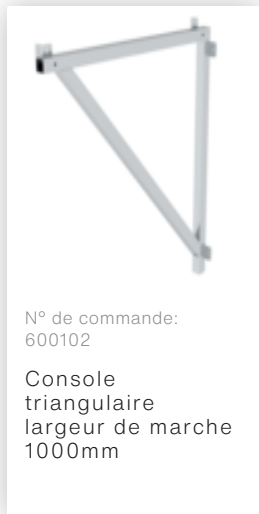 N° de commande:
600102
Console
triangulaire
largeur de marche
1000mm